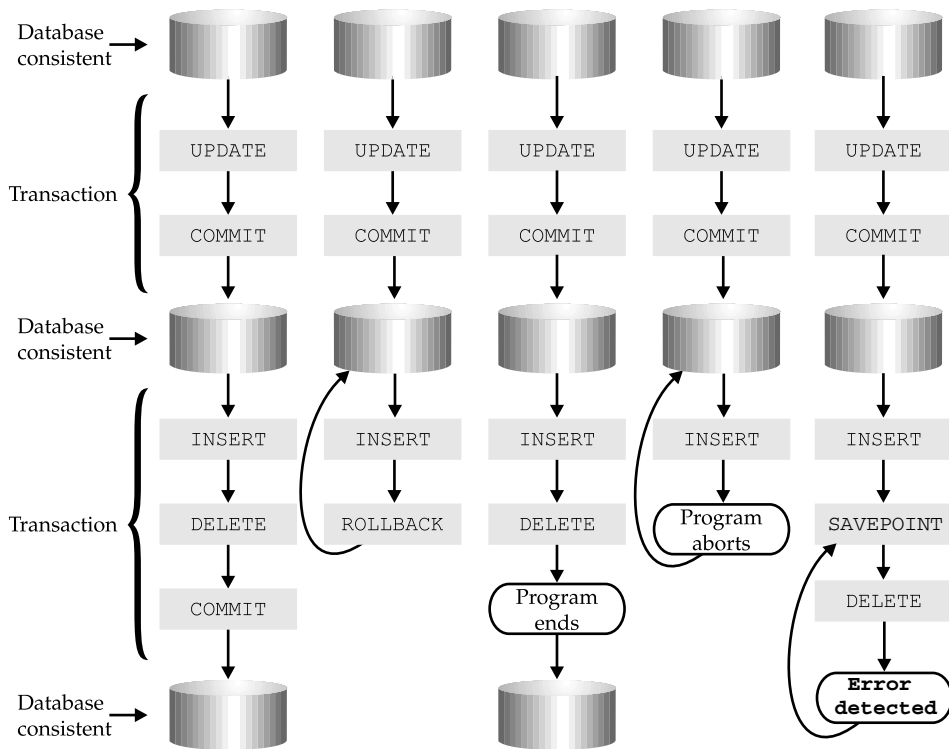 Database
consistent
UPDATE UPDATE UPDATE UPDATE UPDATE
Transaction
COMMIT COMMIT COMMIT COMMIT COMMIT
Database
consistent
INSERT INSERT INSERT INSERT INSERT
Transaction
DELETE ROLLBACK DELETE Program
aborts SAVEPOINT
COMMIT Program
ends DELETE
Database
consistent
Error
detected